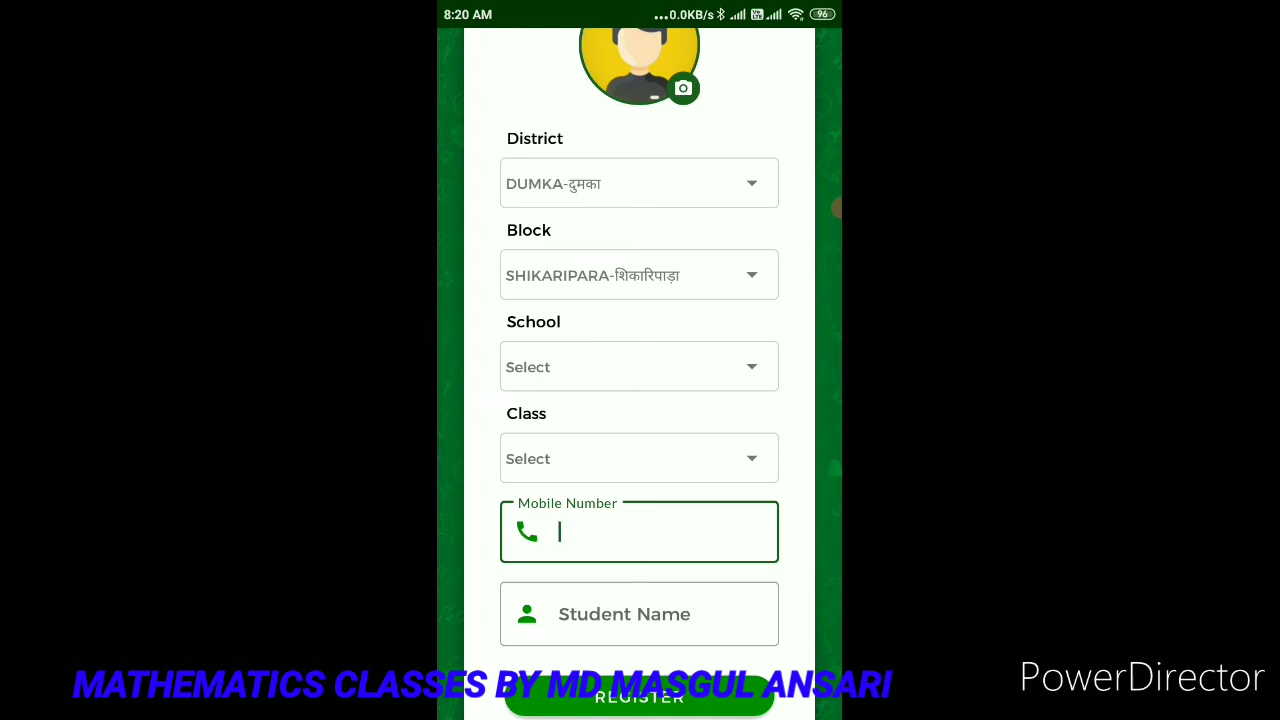 8:20 AM
...0.0KB/s
96
District
DUMKA-दुमका
Block
SHIKARIPARA-शिकारिपाड़ा
School
Select
Class
Select
Mobile Number
Student Name
REGISTER
MATHEMATICS CLASSES BY MD MASGUL ANSARI
PowerDirector